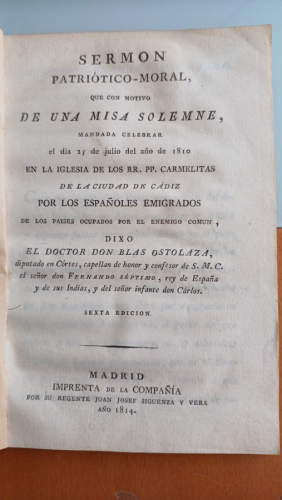 SERMON
PATRIÓTICO-MORAL,
QUE CON MOTIVO
DE UNA MISA SOLEMNE,
MANDADA CELEBRAR
el dia 25 de julio del año de 1810
EN LA IGLESIA DE LOS RR. PP. CARMELITAS
DE LA CIUDAD DE CÁDIZ
POR LOS ESPAÑOLES EMIGRADOS
DE LOS PAISES OCUPADOS POR EL ENEMIGO COMUN,
DIXO
EL DOCTOR DON BLAS OSTOLAZA,
diputado en Córtes, capellan de honor y confesor de S. M. C.
el señor don FERNANDO SÉPTIMO, rey de España
y de sus Indias, y del señor infante don Cárlos.
SEXTA EDICION.
MADRID
IMPRENTA DE LA COMPAÑÍA
POR SU REGENTE JUAN JOSEF SIGUENZA Y VERA
AÑO 1814.